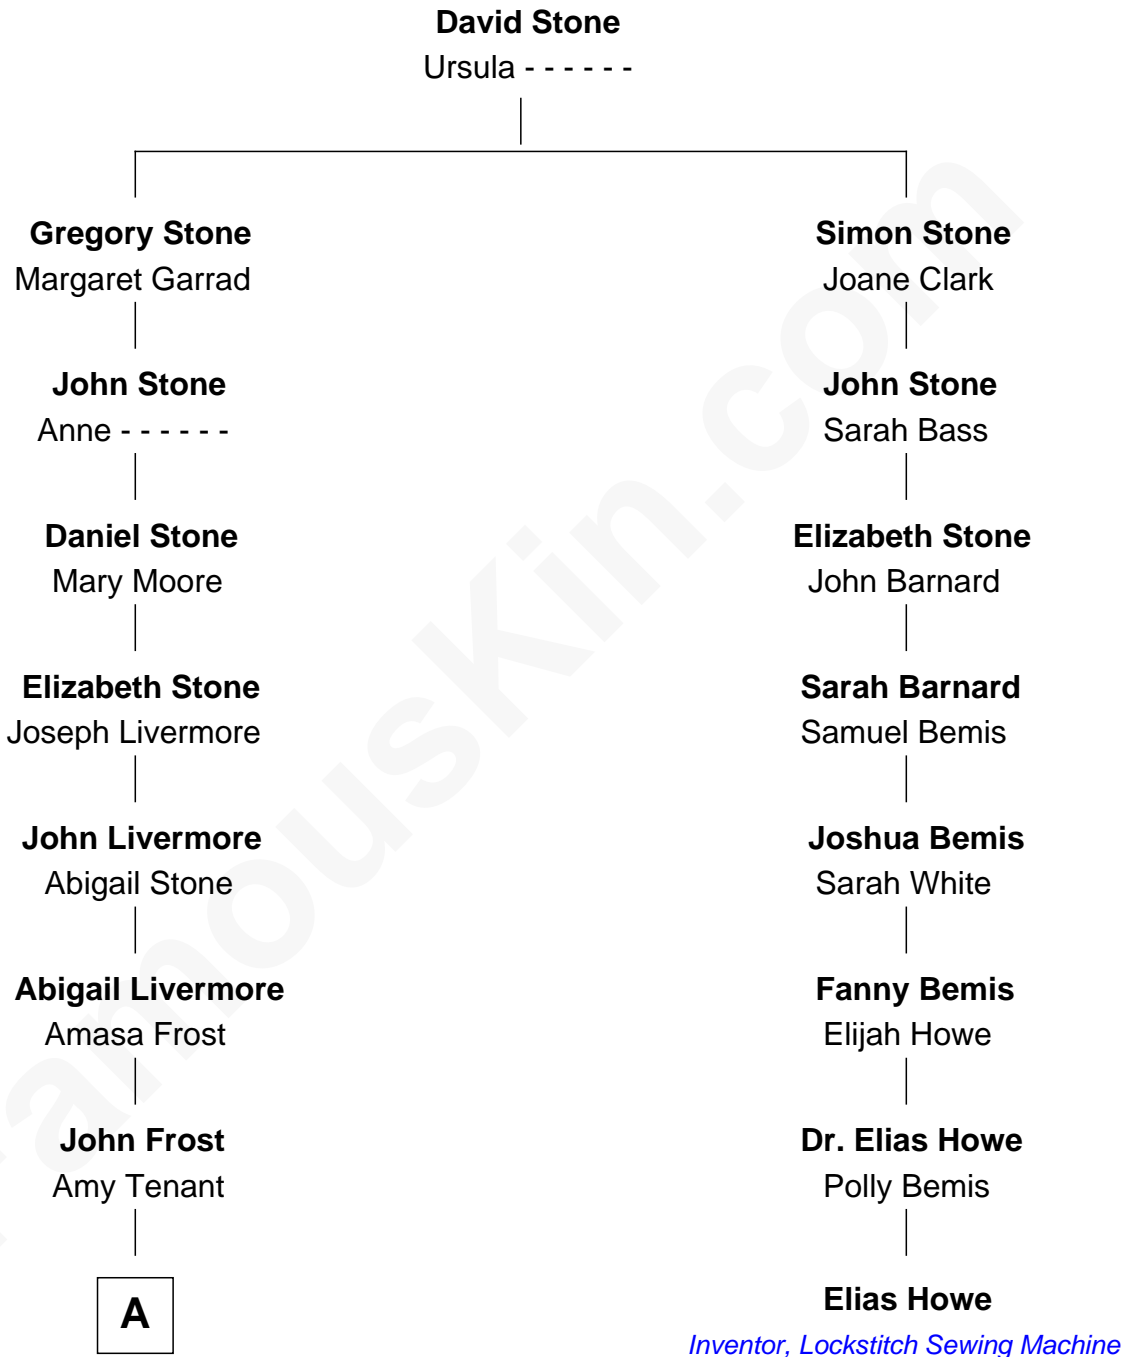 David Stone
Ursula - - - - - -
Gregory Stone
Margaret Garrad
Simon Stone
Joane Clark
John Stone
Anne - - - - - -
John Stone
Sarah Bass
Daniel Stone
Mary Moore
Elizabeth Stone
John Barnard
Elizabeth Stone
Joseph Livermore
Sarah Barnard
Samuel Bemis
John Livermore
Abigail Stone
Joshua Bemis
Sarah White
Abigail Livermore
Amasa Frost
Fanny Bemis
Elijah Howe
John Frost
Amy Tenant
Dr. Elias Howe
Polly Bemis
A
Elias Howe
Inventor, Lockstitch Sewing Machine
FamousKin.com